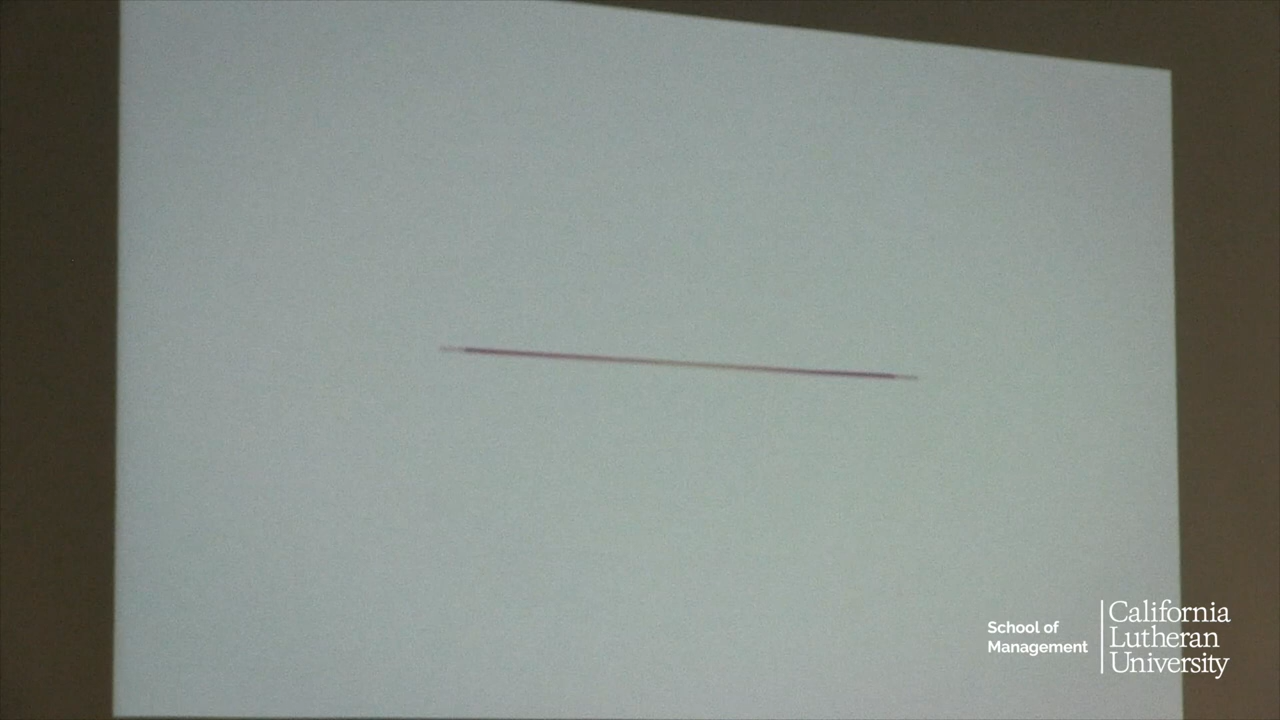 School of
Management
California
Lutheran
University